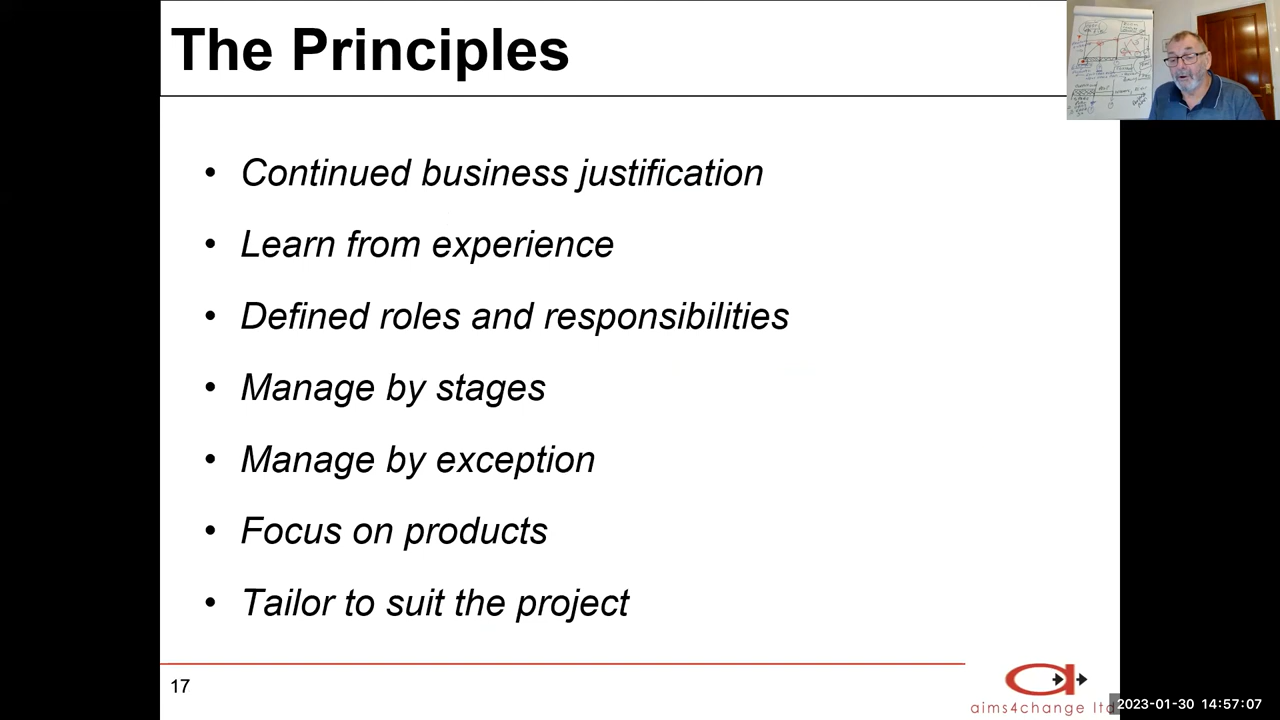 The Principles
• Continued business justification
• Learn from experience
• Defined roles and responsibilities
• Manage by stages
• Manage by exception
• Focus on products
• Tailor to suit the project
17
aims4change ltd
2023-01-30 14:57:07